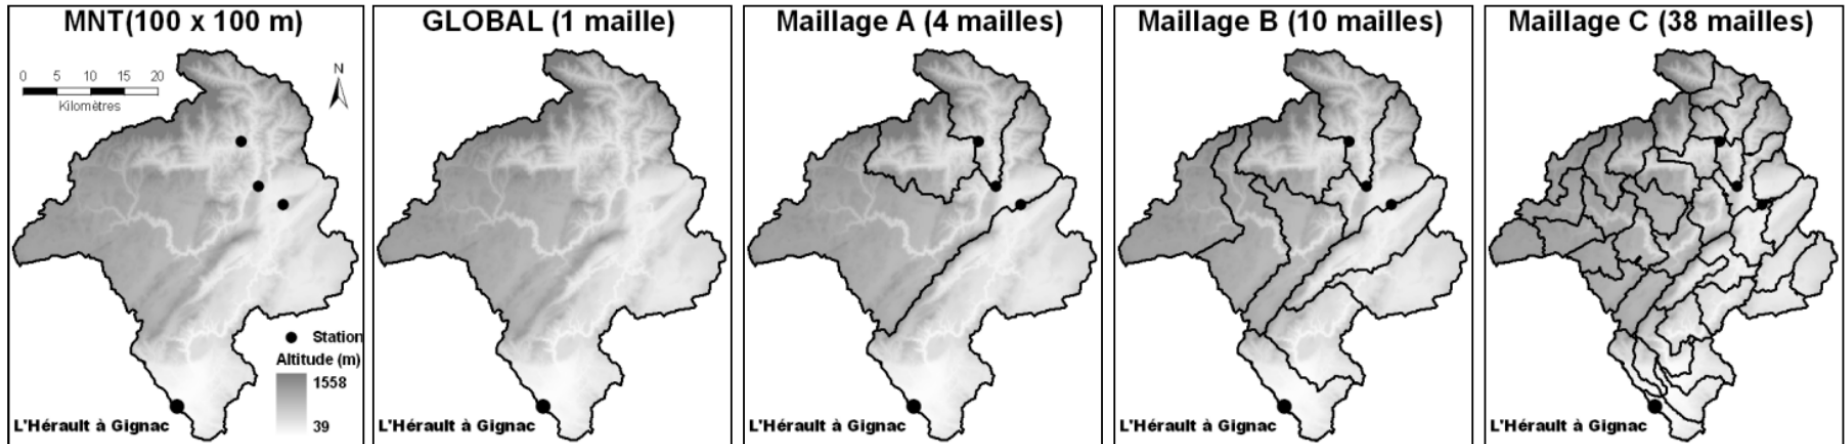 MNT(100 x 100 m)
0 5 10 15 20
Kilomètres
N
Station
Altitude (m)
1558
39
L'Hérault à Gignac
GLOBAL (1 maille)
L'Hérault à Gignac
Maillage A (4 mailles)
L'Hérault à Gignac
Maillage B (10 mailles)
L'Hérault à Gignac
Maillage C (38 mailles)
L'Hérault à Gignac